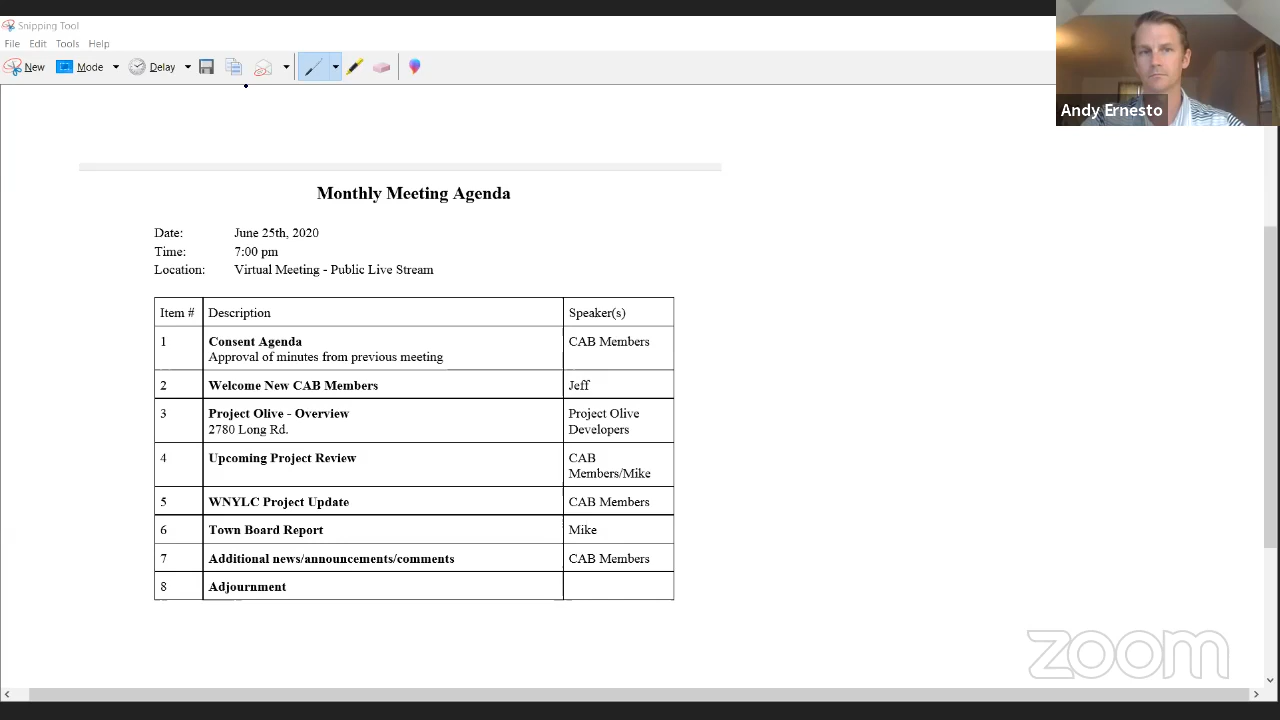 Snipping Tool
File Edit Tools Help
New Mode Delay
Andy Ernesto
Monthly Meeting Agenda
Date: June 25th, 2020
Time: 7:00 pm
Location: Virtual Meeting - Public Live Stream
Item # Description Speaker(s)
1 Consent Agenda CAB Members
Approval of minutes from previous meeting
2 Welcome New CAB Members Jeff
3 Project Olive - Overview Project Olive
2780 Long Rd. Developers
4 Upcoming Project Review CAB
Members/Mike
5 WNYLC Project Update CAB Members
6 Town Board Report Mike
7 Additional news/announcements/comments CAB Members
8 Adjournment
zoom